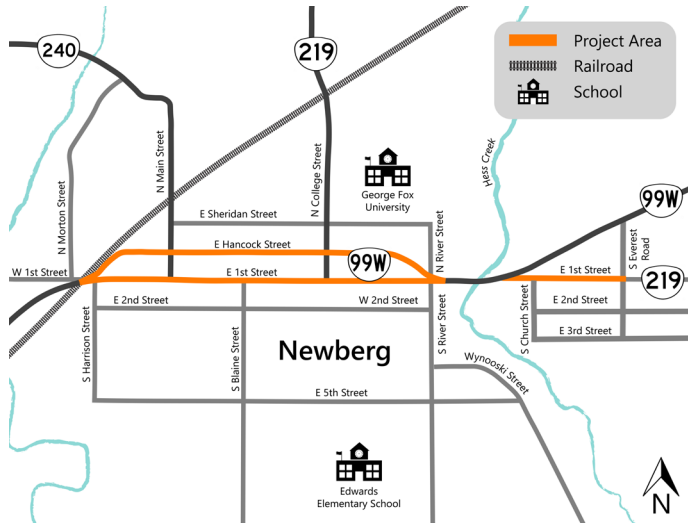 240
219
Project Area
Railroad
School
N Main Street
N Morton Street
N College Street
George Fox
University
Hess Creek
99W
E Sheridan Street
N River Street
S Everest
Road
E Hancock Street
99W
W 1st Street
E 1st Street
E 1st Street
219
E 2nd Street
W 2nd Street
E 2nd Street
S Harrison Street
S Blaine Street
S River Street
S Church Street
E 3rd Street
Newberg
Wynooski Street
E 5th Street
Edwards
Elementary School
N